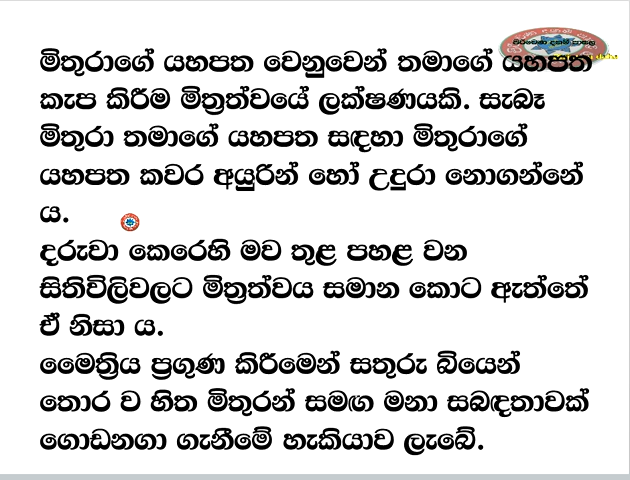 මිතුරාගේ යහපත වෙනුවෙන් තමාගේ යහපත
කැප කිරීම මිත්‍රත්වයේ ලක්ෂණයකි. සැබෑ
මිතුරා තමාගේ යහපත සඳහා මිතුරාගේ
යහපත කවර අයුරින් හෝ උදුරා නොගන්නේ
ය.
දරුවා කෙරෙහි මව තුළ පහළ වන
සිතිවිලිවලට මිත්‍රත්වය සමාන කොට ඇත්තේ
ඒ නිසා ය.
මෛත්‍රිය ප්‍රගුණ කිරීමෙන් සතුරු බියෙන්
තොර ව හිත මිතුරන් සමඟ මනා සබඳතාවක්
ගොඩනගා ගැනීමේ හැකියාව ලැබේ.